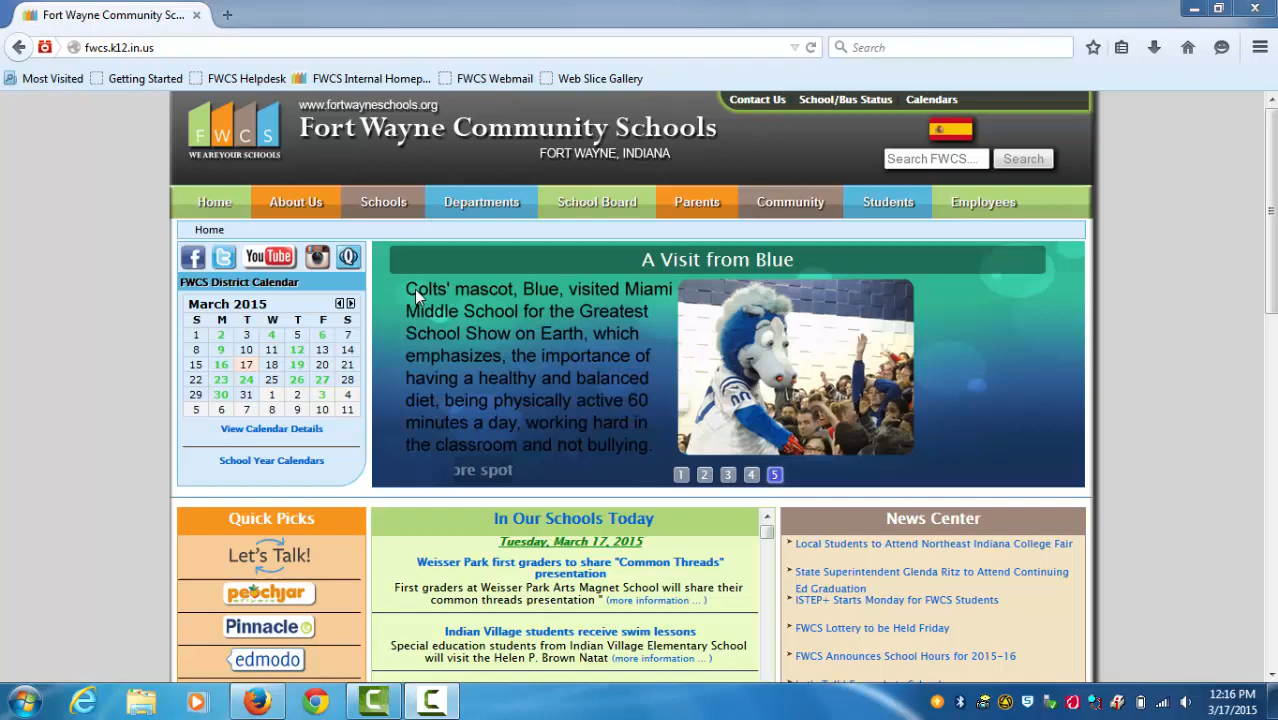 Fort Wayne Community Sc...
fwcs.k12.in.us
Search
Most Visited Getting Started FWCS Helpdesk FWCS Internal Homep... FWCS Webmail Web Slice Gallery
Contact Us School/Bus Status Calendars
FWCS
WE ARE YOUR SCHOOLS
www.fortwayneschools.org
Fort Wayne Community Schools
FORT WAYNE, INDIANA
Search FWCS.... Search
Home About Us Schools Departments School Board Parents Community Students Employees
Home
f t YouTube Q
FWCS District Calendar
March 2015
S M T W T F S
1 2 3 4 5 6 7
8 9 10 11 12 13 14
15 16 17 18 19 20 21
22 23 24 25 26 27 28
29 30 31 1 2 3 4
5 6 7 8 9 10 11
View Calendar Details
School Year Calendars
A Visit from Blue
Colts' mascot, Blue, visited Miami
Middle School for the Greatest
School Show on Earth, which
emphasizes, the importance of
having a healthy and balanced
diet, being physically active 60
minutes a day, working hard in
the classroom and not bullying.
ore spot
1 2 3 4 5
Quick Picks
Let's Talk!
peachjar
Pinnacle
edmodo
In Our Schools Today
Tuesday, March 17, 2015
Weisser Park first graders to share "Common Threads"
presentation
First graders at Weisser Park Arts Magnet School will share their
common threads presentation " (more information ... )
Indian Village students receive swim lessons
Special education students from Indian Village Elementary School
will visit the Helen P. Brown Natat (more information ... )
News Center
Local Students to Attend Northeast Indiana College Fair
State Superintendent Glenda Ritz to Attend Continuing
Ed Graduation
ISTEP+ Starts Monday for FWCS Students
FWCS Lottery to be Held Friday
FWCS Announces School Hours for 2015-16
12:16 PM
3/17/2015